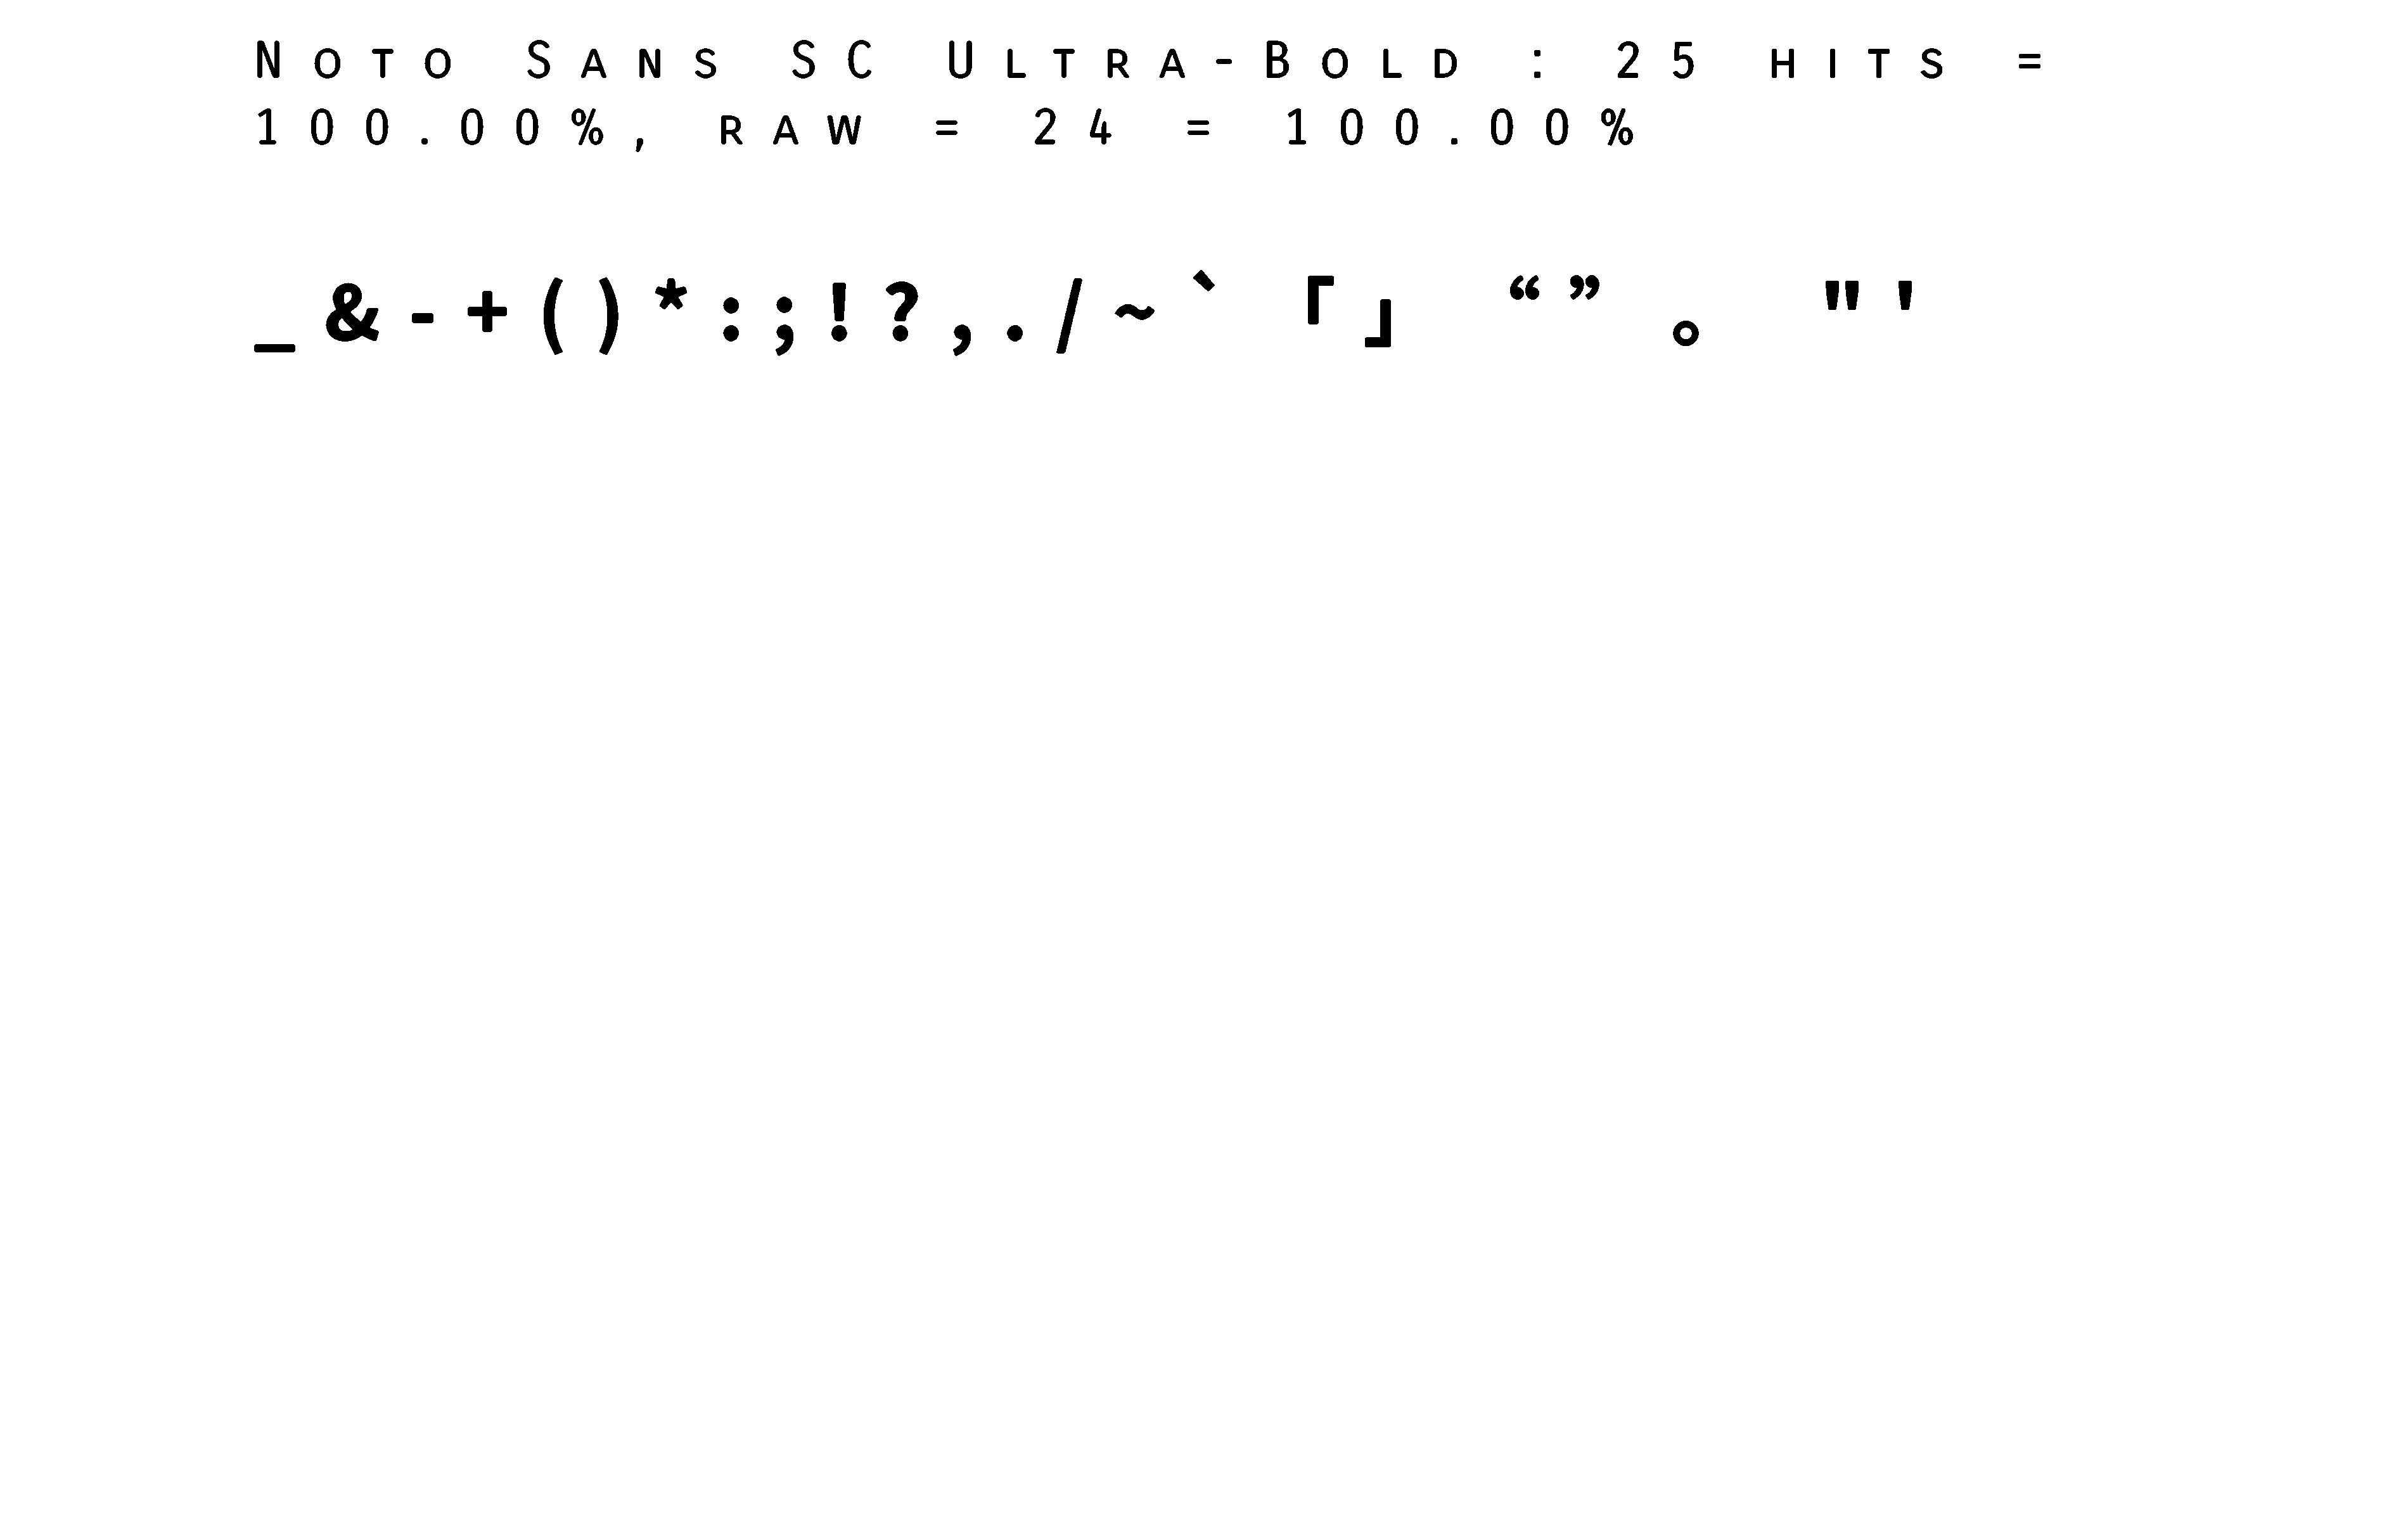 Noto Sans SC Ultra-Bold : 25 hits =
100.00%, raw = 24 = 100.00%
_&-+()*:;!?,./~`「」“”。"'